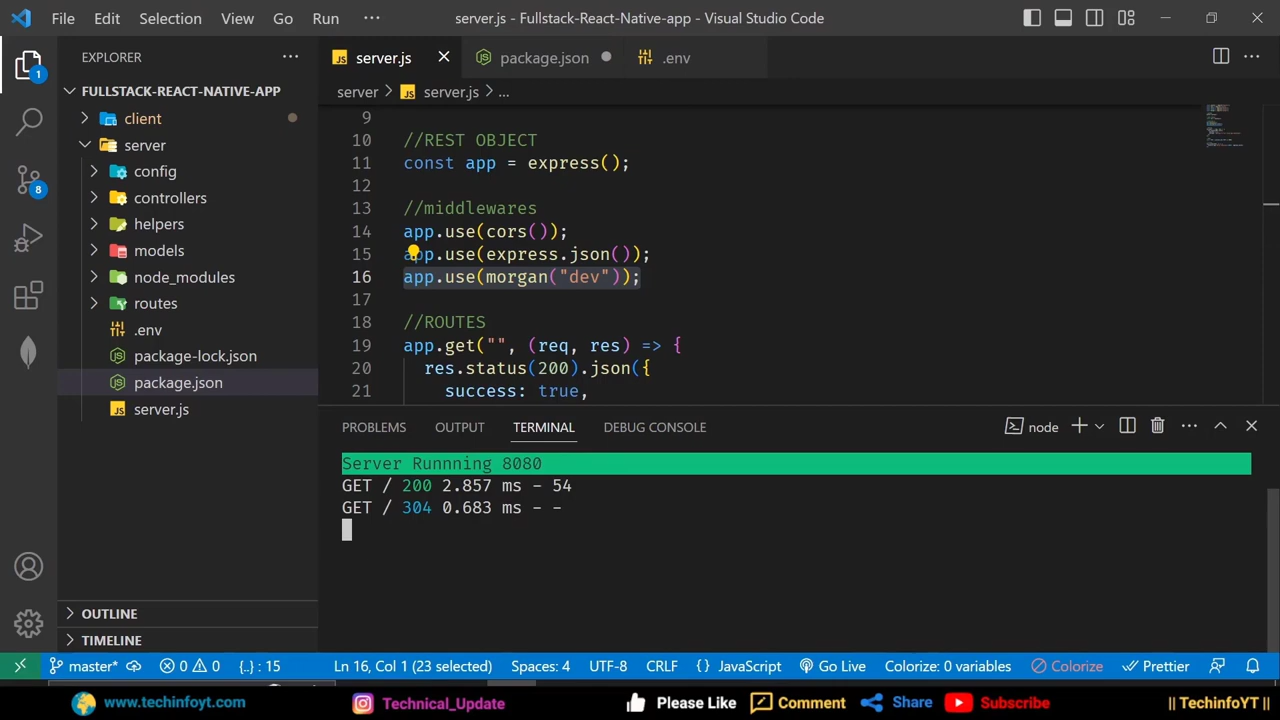 File Edit Selection View Go Run ··· server.js - Fullstack-React-Native-app - Visual Studio Code
EXPLORER ···
1
FULLSTACK-REACT-NATIVE-APP
client
server
8
config
controllers
helpers
models
node_modules
routes
.env
package-lock.json
package.json
server.js
OUTLINE
TIMELINE
JS server.js package.json .env ···
server > JS server.js > ...
9
10 //REST OBJECT
11 const app = express();
12
13 //middlewares
14 app.use(cors());
15 app.use(express.json());
16 app.use(morgan("dev"));
17
18 //ROUTES
19 app.get("", (req, res) => {
20 res.status(200).json({
21 success: true,
PROBLEMS OUTPUT TERMINAL DEBUG CONSOLE node ···
Server Runnning 8080
GET / 200 2.857 ms - 54
GET / 304 0.683 ms - -
master* 0 0 {..} : 15 Ln 16, Col 1 (23 selected) Spaces: 4 UTF-8 CRLF {} JavaScript Go Live Colorize: 0 variables Colorize Prettier
www.techinfoyt.com Technical_Update Please Like Comment Share Subscribe || TechinfoYT ||